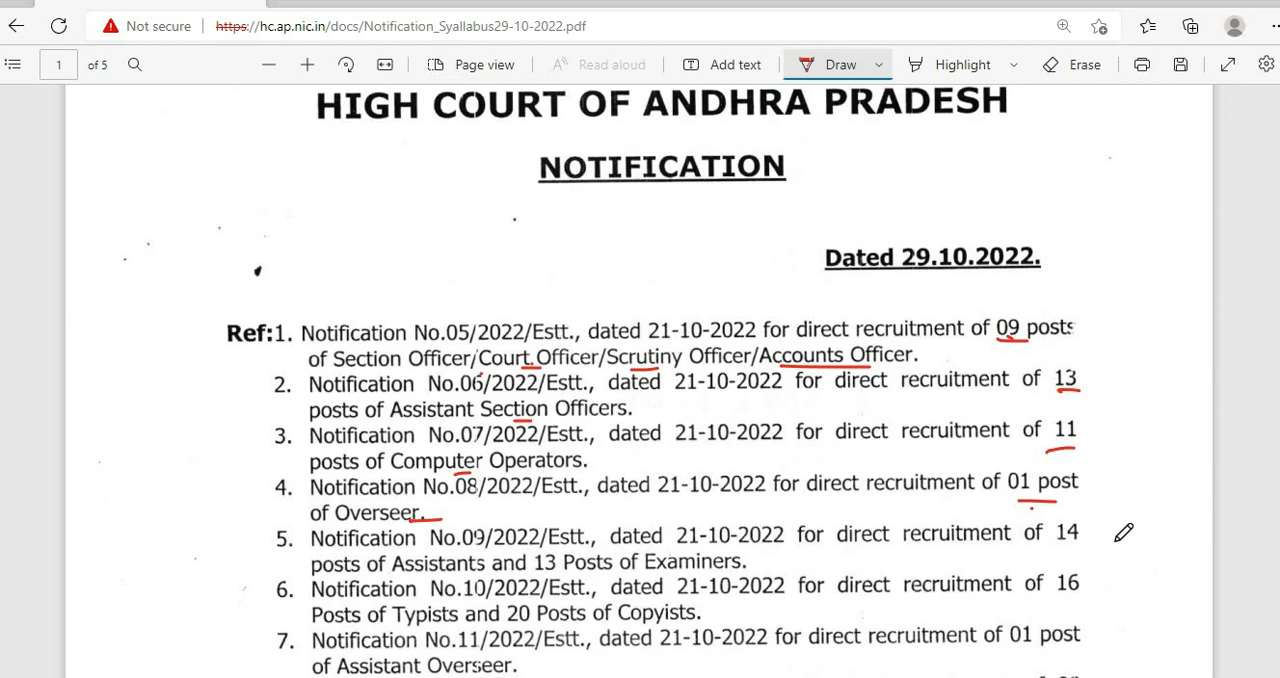 Not secure
https://hc.ap.nic.in/docs/Notification_Syallabus29-10-2022.pdf
1 of 5 Page view Read aloud Add text Draw Highlight Erase
HIGH COURT OF ANDHRA PRADESH
NOTIFICATION
Dated 29.10.2022.
Ref:1. Notification No.05/2022/Estt., dated 21-10-2022 for direct recruitment of 09 posts
of Section Officer/Court Officer/Scrutiny Officer/Accounts Officer.
2. Notification No.06/2022/Estt., dated 21-10-2022 for direct recruitment of 13
posts of Assistant Section Officers.
3. Notification No.07/2022/Estt., dated 21-10-2022 for direct recruitment of 11
posts of Computer Operators.
4. Notification No.08/2022/Estt., dated 21-10-2022 for direct recruitment of 01 post
of Overseer.
5. Notification No.09/2022/Estt., dated 21-10-2022 for direct recruitment of 14
posts of Assistants and 13 Posts of Examiners.
6. Notification No.10/2022/Estt., dated 21-10-2022 for direct recruitment of 16
Posts of Typists and 20 Posts of Copyists.
7. Notification No.11/2022/Estt., dated 21-10-2022 for direct recruitment of 01 post
of Assistant Overseer.